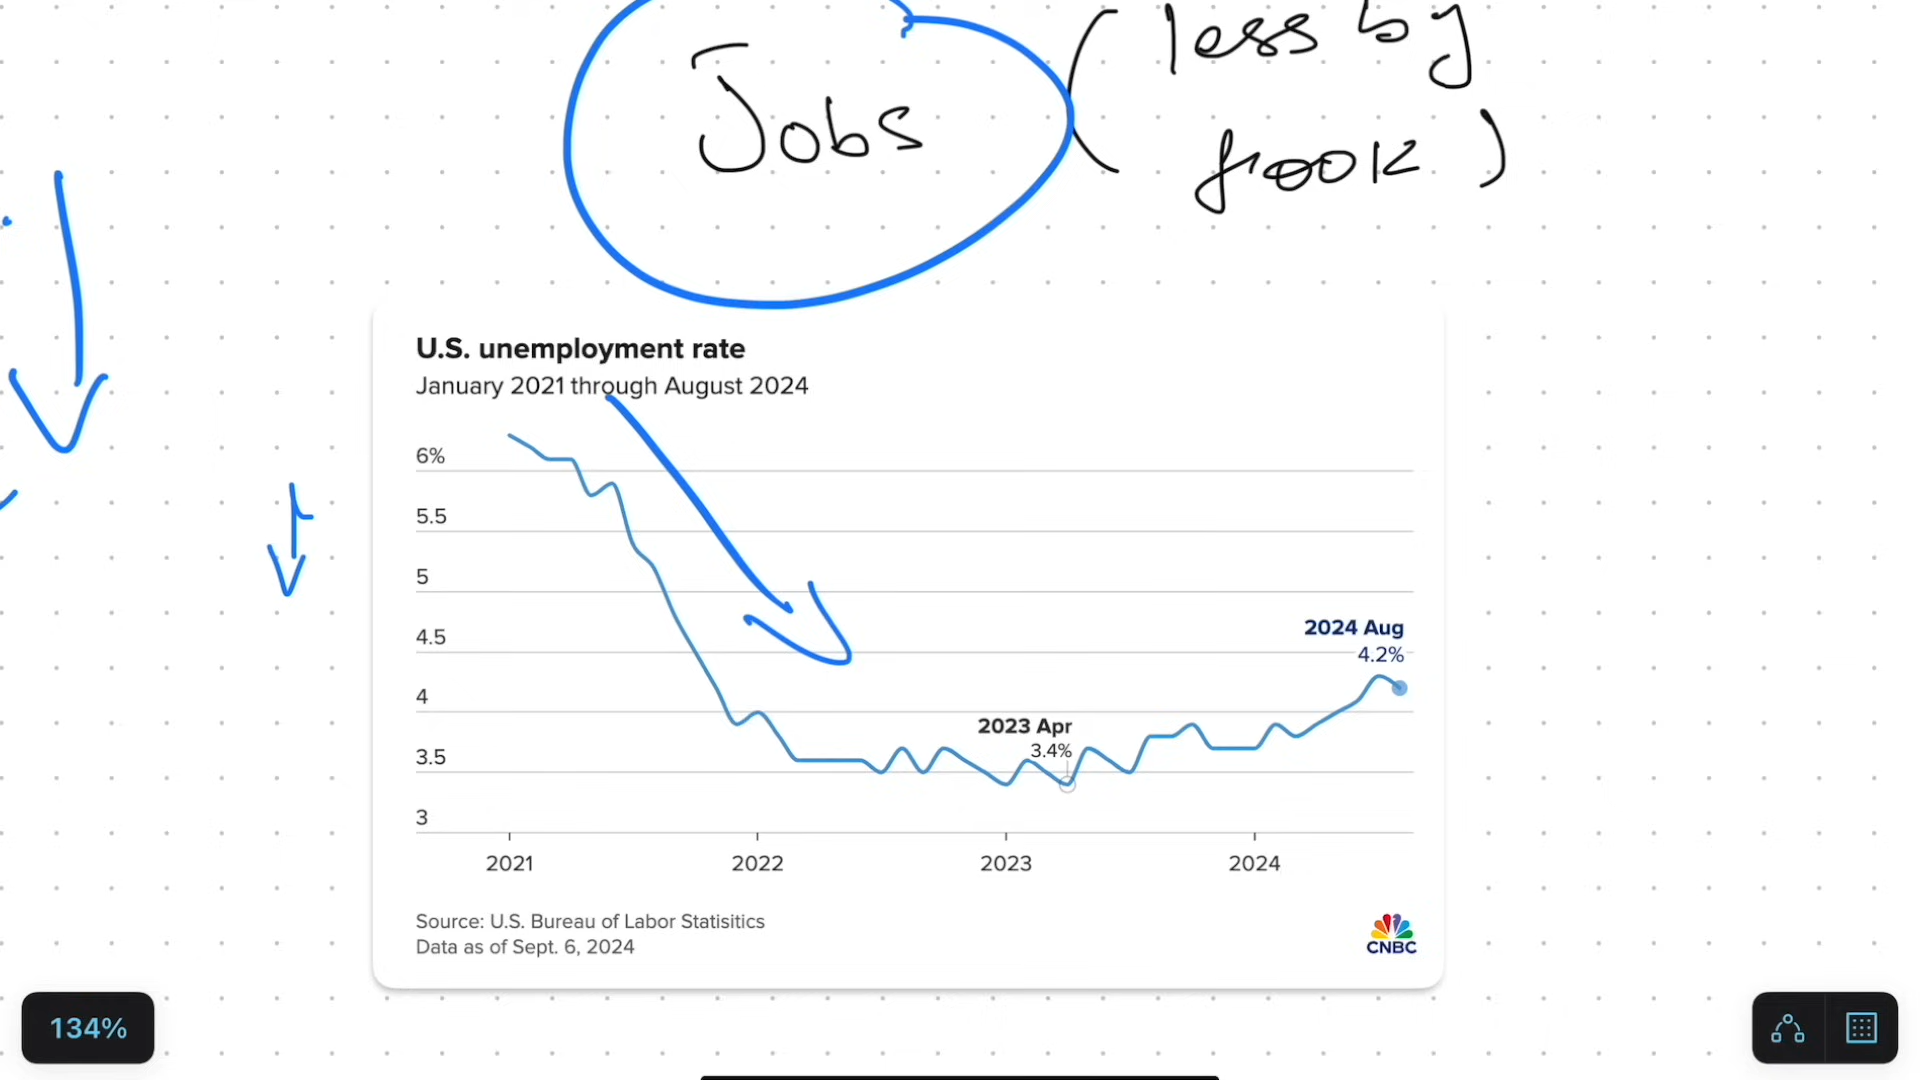 Jobs
(less by
900K)
U.S. unemployment rate
January 2021 through August 2024
6%
5.5
5
4.5
4
3.5
3
2024 Aug
4.2%
2023 Apr
3.4%
2021
2022
2023
2024
Source: U.S. Bureau of Labor Statisitics
Data as of Sept. 6, 2024
CNBC
134%